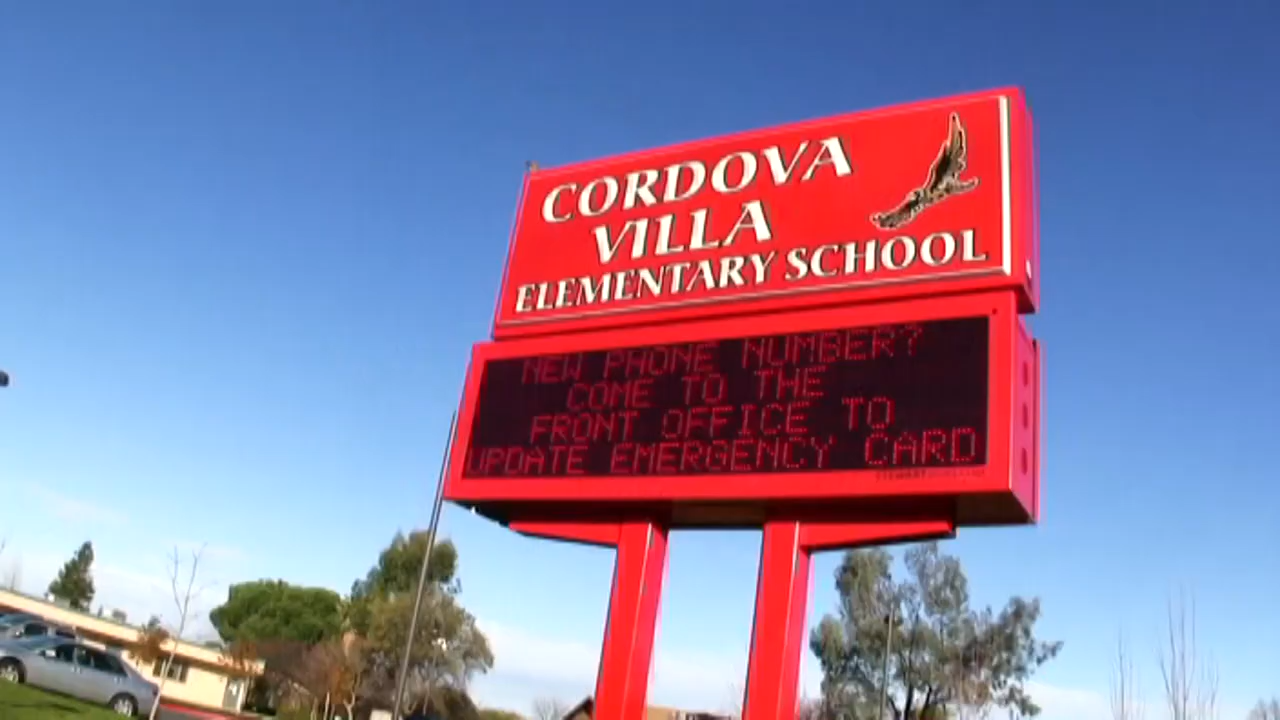 CORDOVA
VILLA
ELEMENTARY SCHOOL
NEW PHONE NUMBER?
COME TO THE
FRONT OFFICE TO
UPDATE EMERGENCY CARD